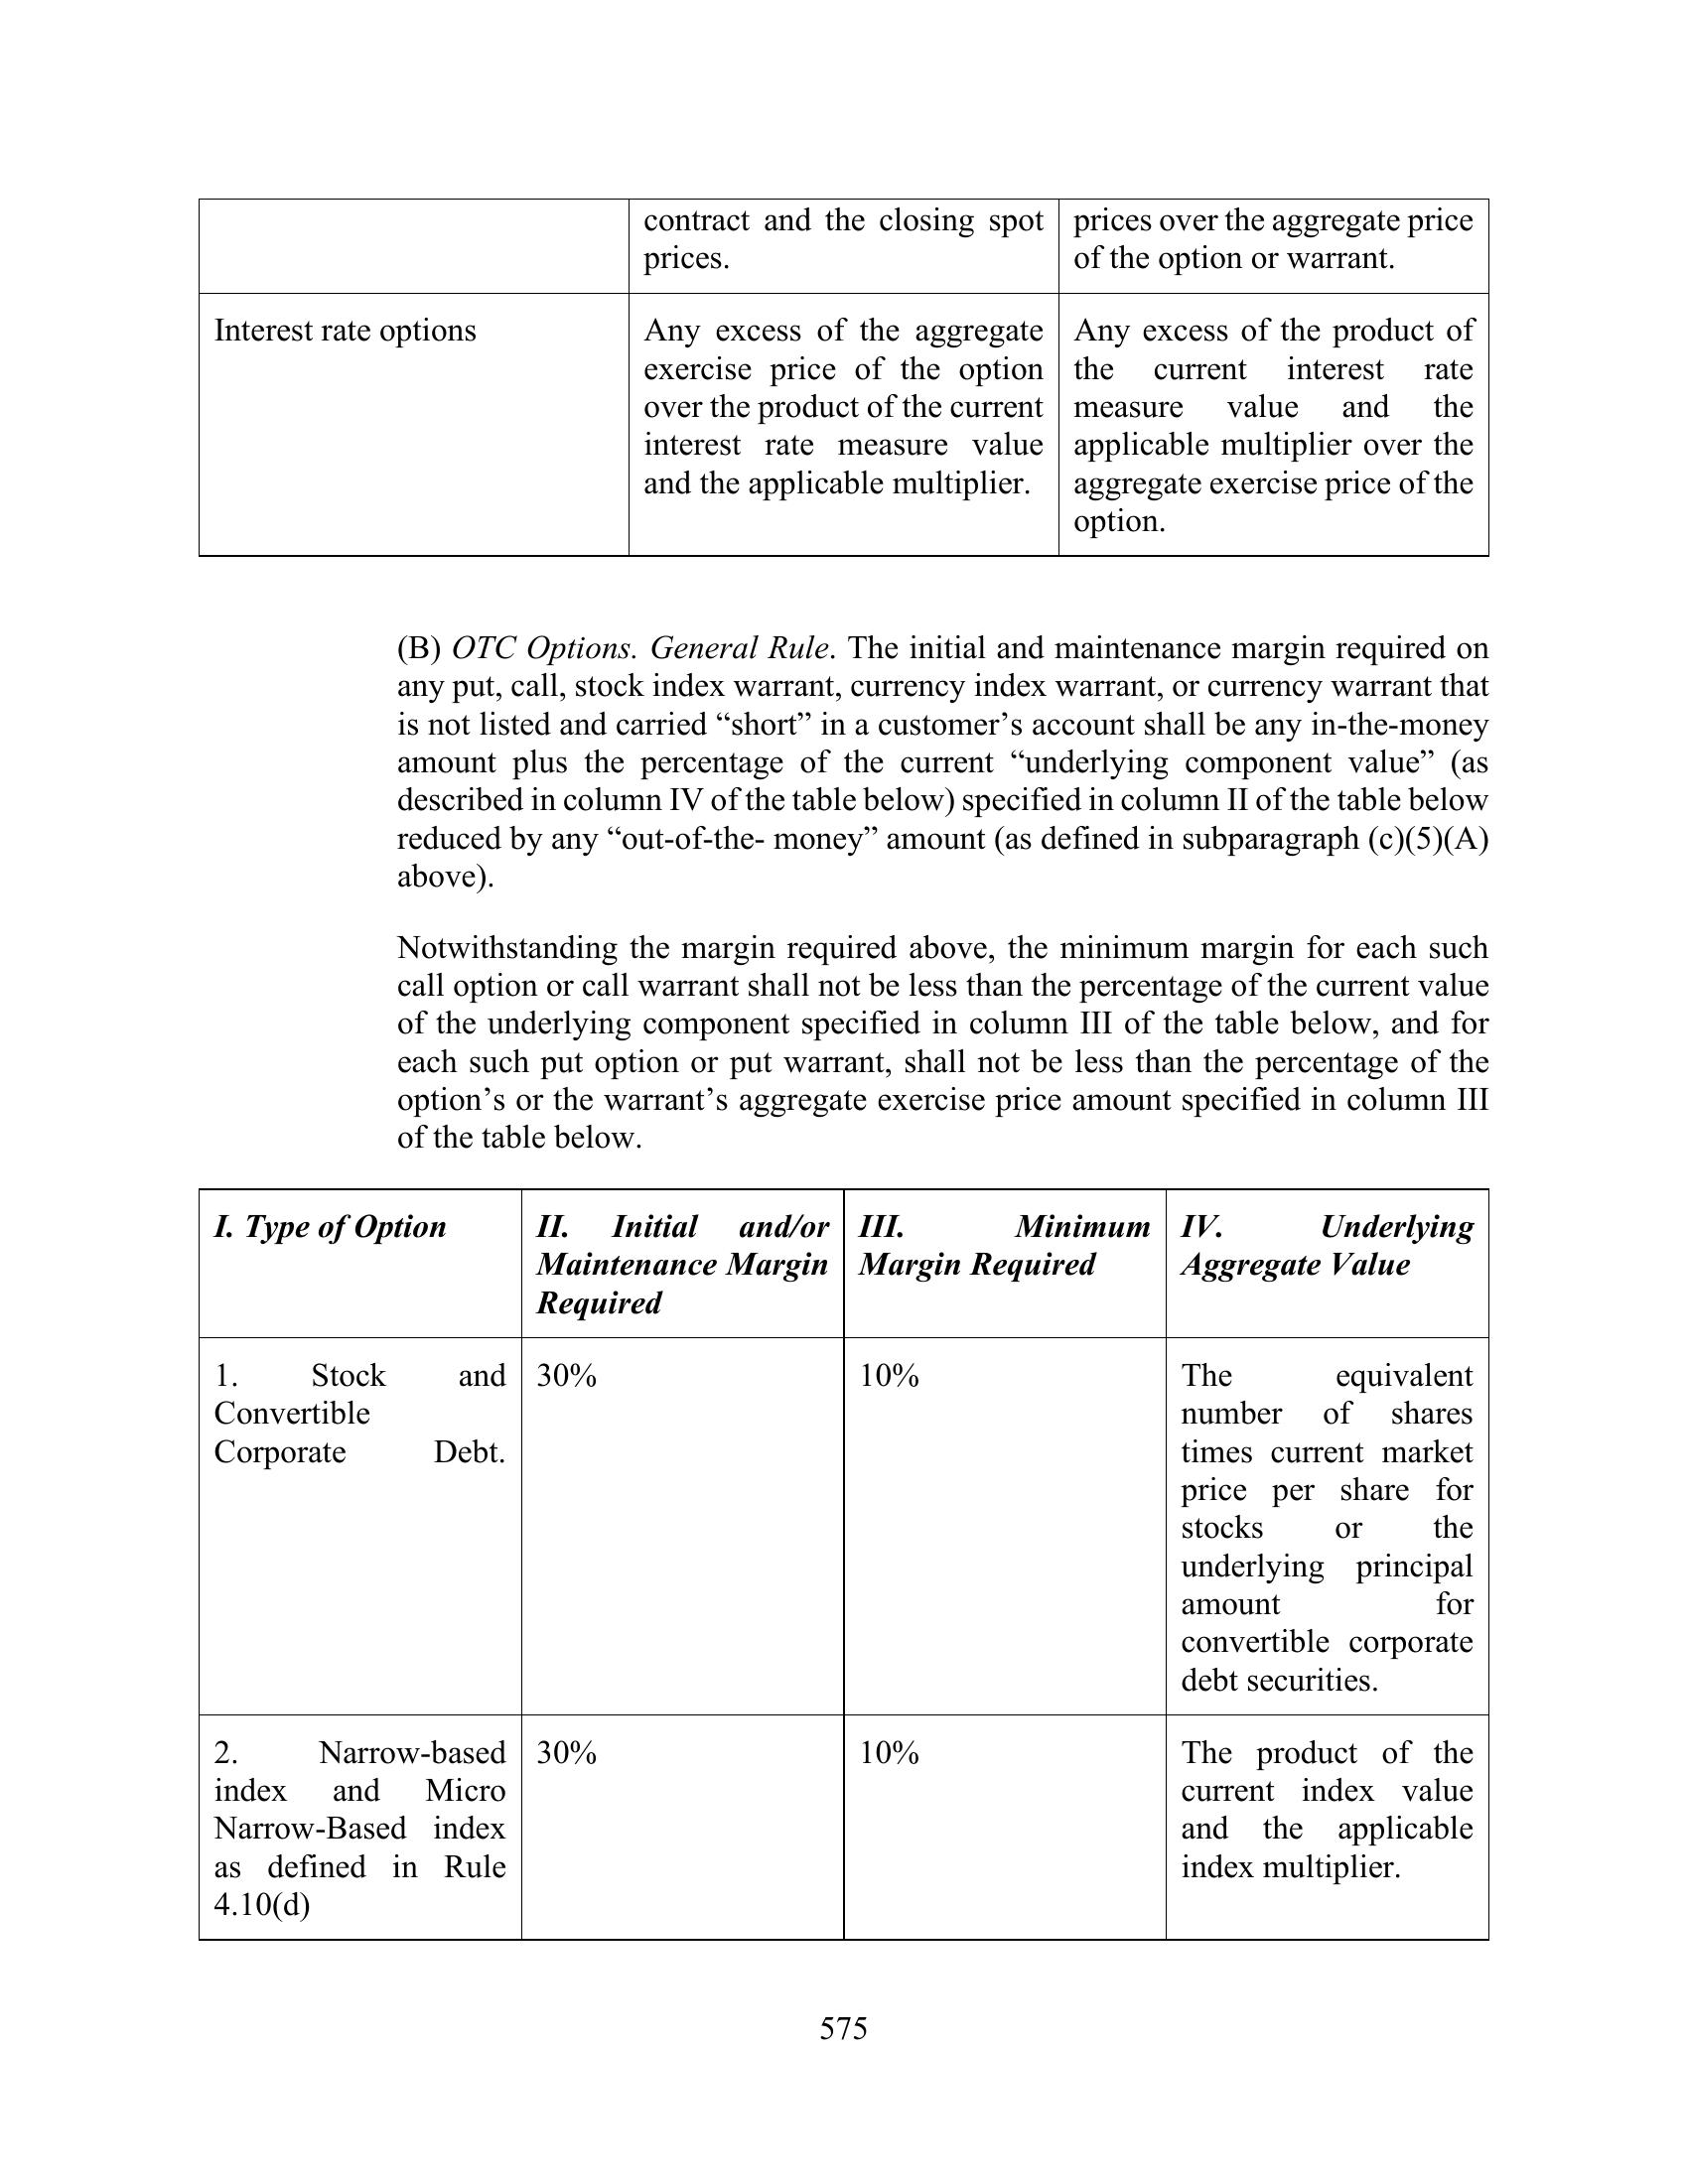 contract and the closing spot
prices.
prices over the aggregate price
of the option or warrant.
Interest rate options
Any excess of the aggregate
exercise price of the option
over the product of the current
interest rate measure value
and the applicable multiplier.
Any excess of the product of
the current interest rate
measure value and the
applicable multiplier over the
aggregate exercise price of the
option.
(B) OTC Options. General Rule. The initial and maintenance margin required on
any put, call, stock index warrant, currency index warrant, or currency warrant that
is not listed and carried “short” in a customer’s account shall be any in-the-money
amount plus the percentage of the current “underlying component value” (as
described in column IV of the table below) specified in column II of the table below
reduced by any “out-of-the- money” amount (as defined in subparagraph (c)(5)(A)
above).
Notwithstanding the margin required above, the minimum margin for each such
call option or call warrant shall not be less than the percentage of the current value
of the underlying component specified in column III of the table below, and for
each such put option or put warrant, shall not be less than the percentage of the
option’s or the warrant’s aggregate exercise price amount specified in column III
of the table below.
I. Type of Option
II. Initial and/or
Maintenance Margin
Required
III. Minimum
Margin Required
IV. Underlying
Aggregate Value
1. Stock and
Convertible
Corporate Debt.
30%
10%
The equivalent
number of shares
times current market
price per share for
stocks or the
underlying principal
amount for
convertible corporate
debt securities.
2. Narrow-based
index and Micro
Narrow-Based index
as defined in Rule
4.10(d)
30%
10%
The product of the
current index value
and the applicable
index multiplier.
575